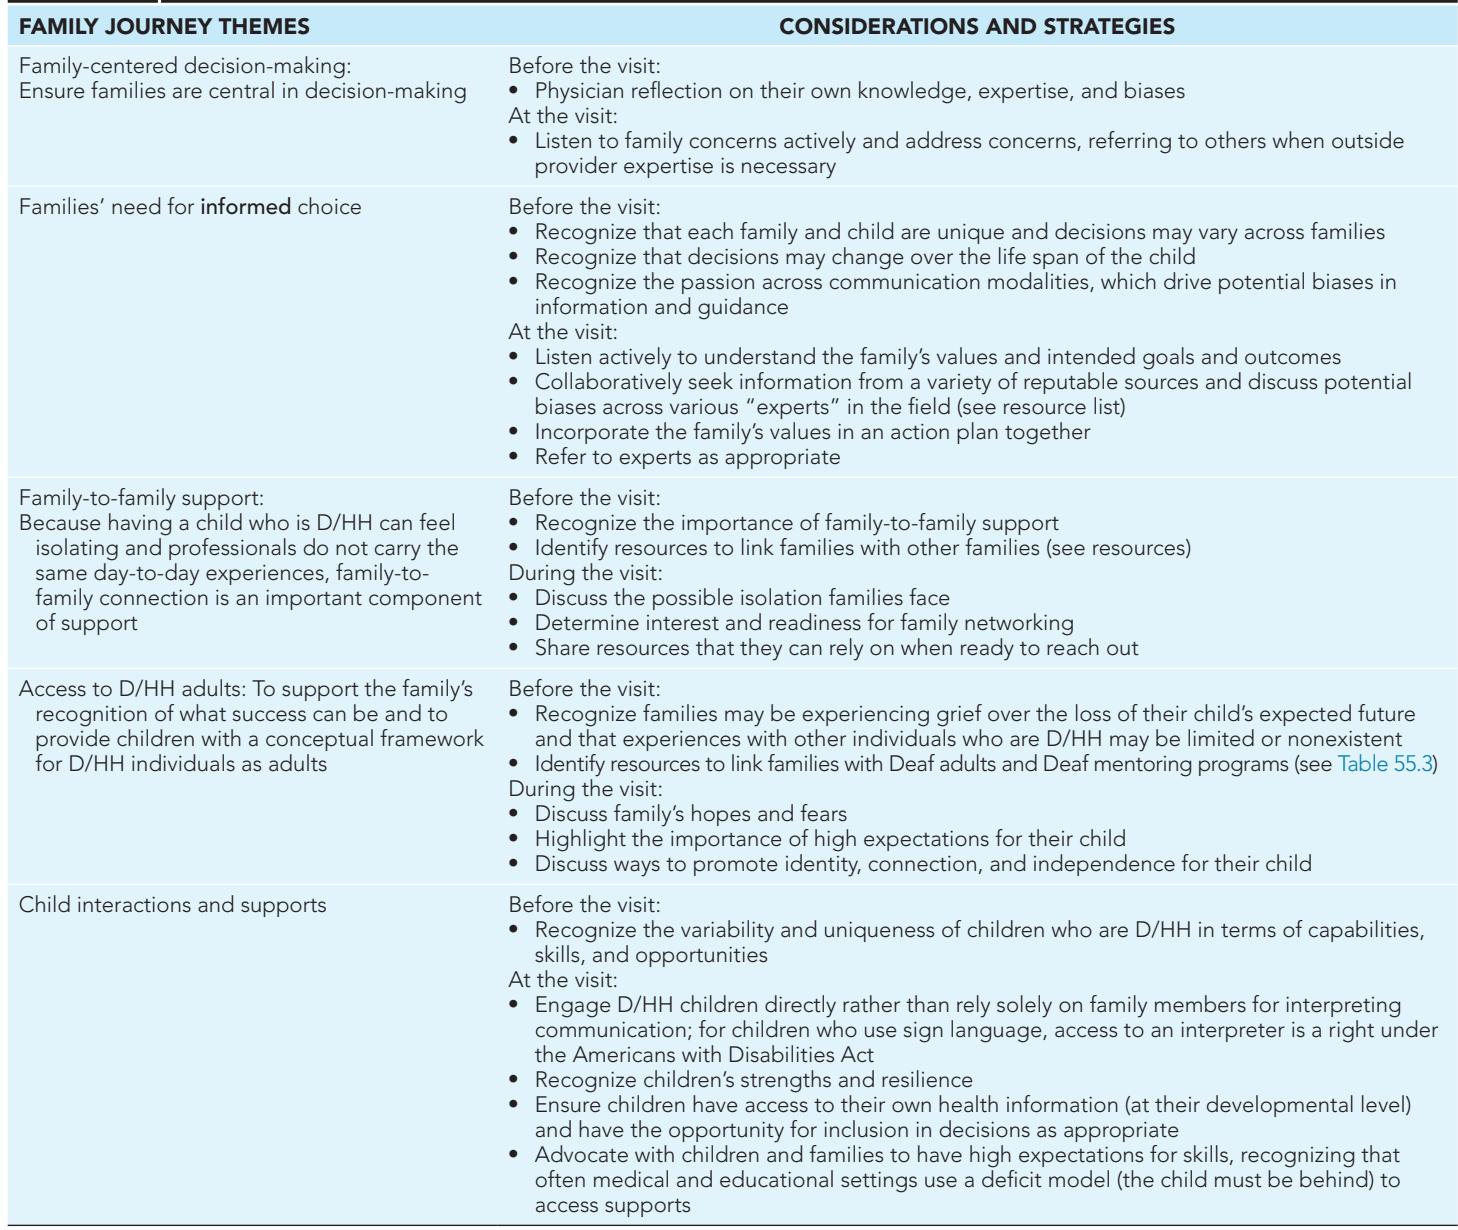 FAMILY JOURNEY THEMES
CONSIDERATIONS AND STRATEGIES
Family-centered decision-making:
Ensure families are central in decision-making
Before the visit:
• Physician reflection on their own knowledge, expertise, and biases
At the visit:
• Listen to family concerns actively and address concerns, referring to others when outside
provider expertise is necessary
Families’ need for informed choice
Before the visit:
• Recognize that each family and child are unique and decisions may vary across families
• Recognize that decisions may change over the life span of the child
• Recognize the passion across communication modalities, which drive potential biases in
information and guidance
At the visit:
• Listen actively to understand the family’s values and intended goals and outcomes
• Collaboratively seek information from a variety of reputable sources and discuss potential
biases across various “experts” in the field (see resource list)
• Incorporate the family’s values in an action plan together
• Refer to experts as appropriate
Family-to-family support:
Because having a child who is D/HH can feel
isolating and professionals do not carry the
same day-to-day experiences, family-to-
family connection is an important component
of support
Before the visit:
• Recognize the importance of family-to-family support
• Identify resources to link families with other families (see resources)
During the visit:
• Discuss the possible isolation families face
• Determine interest and readiness for family networking
• Share resources that they can rely on when ready to reach out
Access to D/HH adults: To support the family’s
recognition of what success can be and to
provide children with a conceptual framework
for D/HH individuals as adults
Before the visit:
• Recognize families may be experiencing grief over the loss of their child’s expected future
and that experiences with other individuals who are D/HH may be limited or nonexistent
• Identify resources to link families with Deaf adults and Deaf mentoring programs (see Table 55.3)
During the visit:
• Discuss family’s hopes and fears
• Highlight the importance of high expectations for their child
• Discuss ways to promote identity, connection, and independence for their child
Child interactions and supports
Before the visit:
• Recognize the variability and uniqueness of children who are D/HH in terms of capabilities,
skills, and opportunities
At the visit:
• Engage D/HH children directly rather than rely solely on family members for interpreting
communication; for children who use sign language, access to an interpreter is a right under
the Americans with Disabilities Act
• Recognize children’s strengths and resilience
• Ensure children have access to their own health information (at their developmental level)
and have the opportunity for inclusion in decisions as appropriate
• Advocate with children and families to have high expectations for skills, recognizing that
often medical and educational settings use a deficit model (the child must be behind) to
access supports